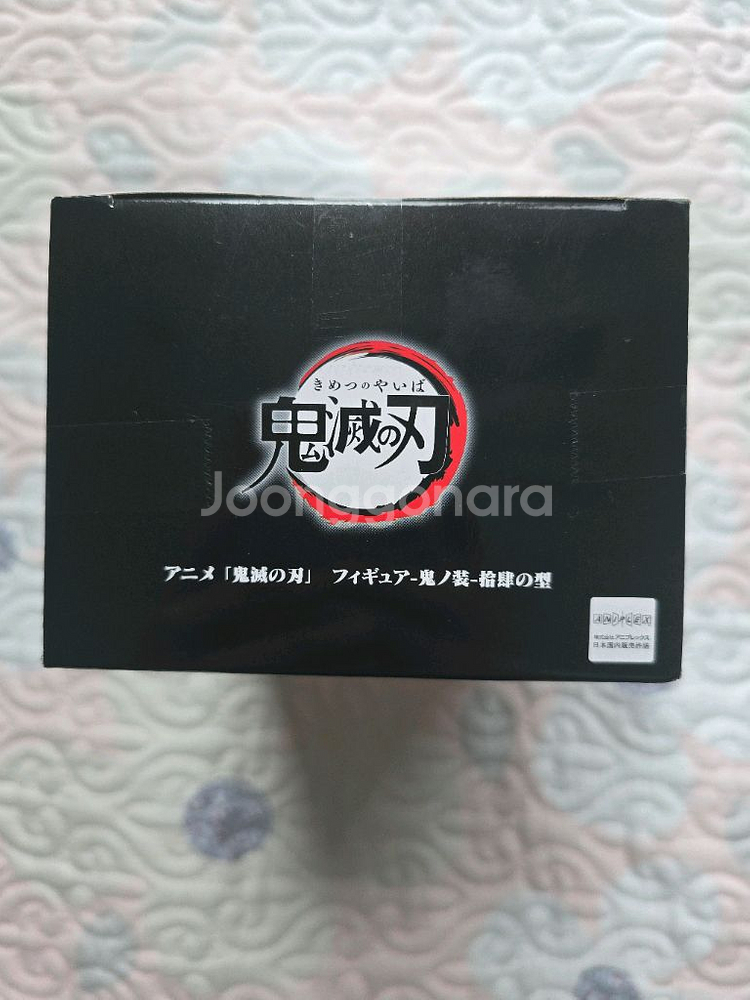 きめつのやいば
鬼滅の刃
Joonggonara
アニメ「鬼滅の刃」 フィギュア-鬼ノ装-拾肆の型
ANIPLEX
株式会社アニプレックス
日本国内販売許諾